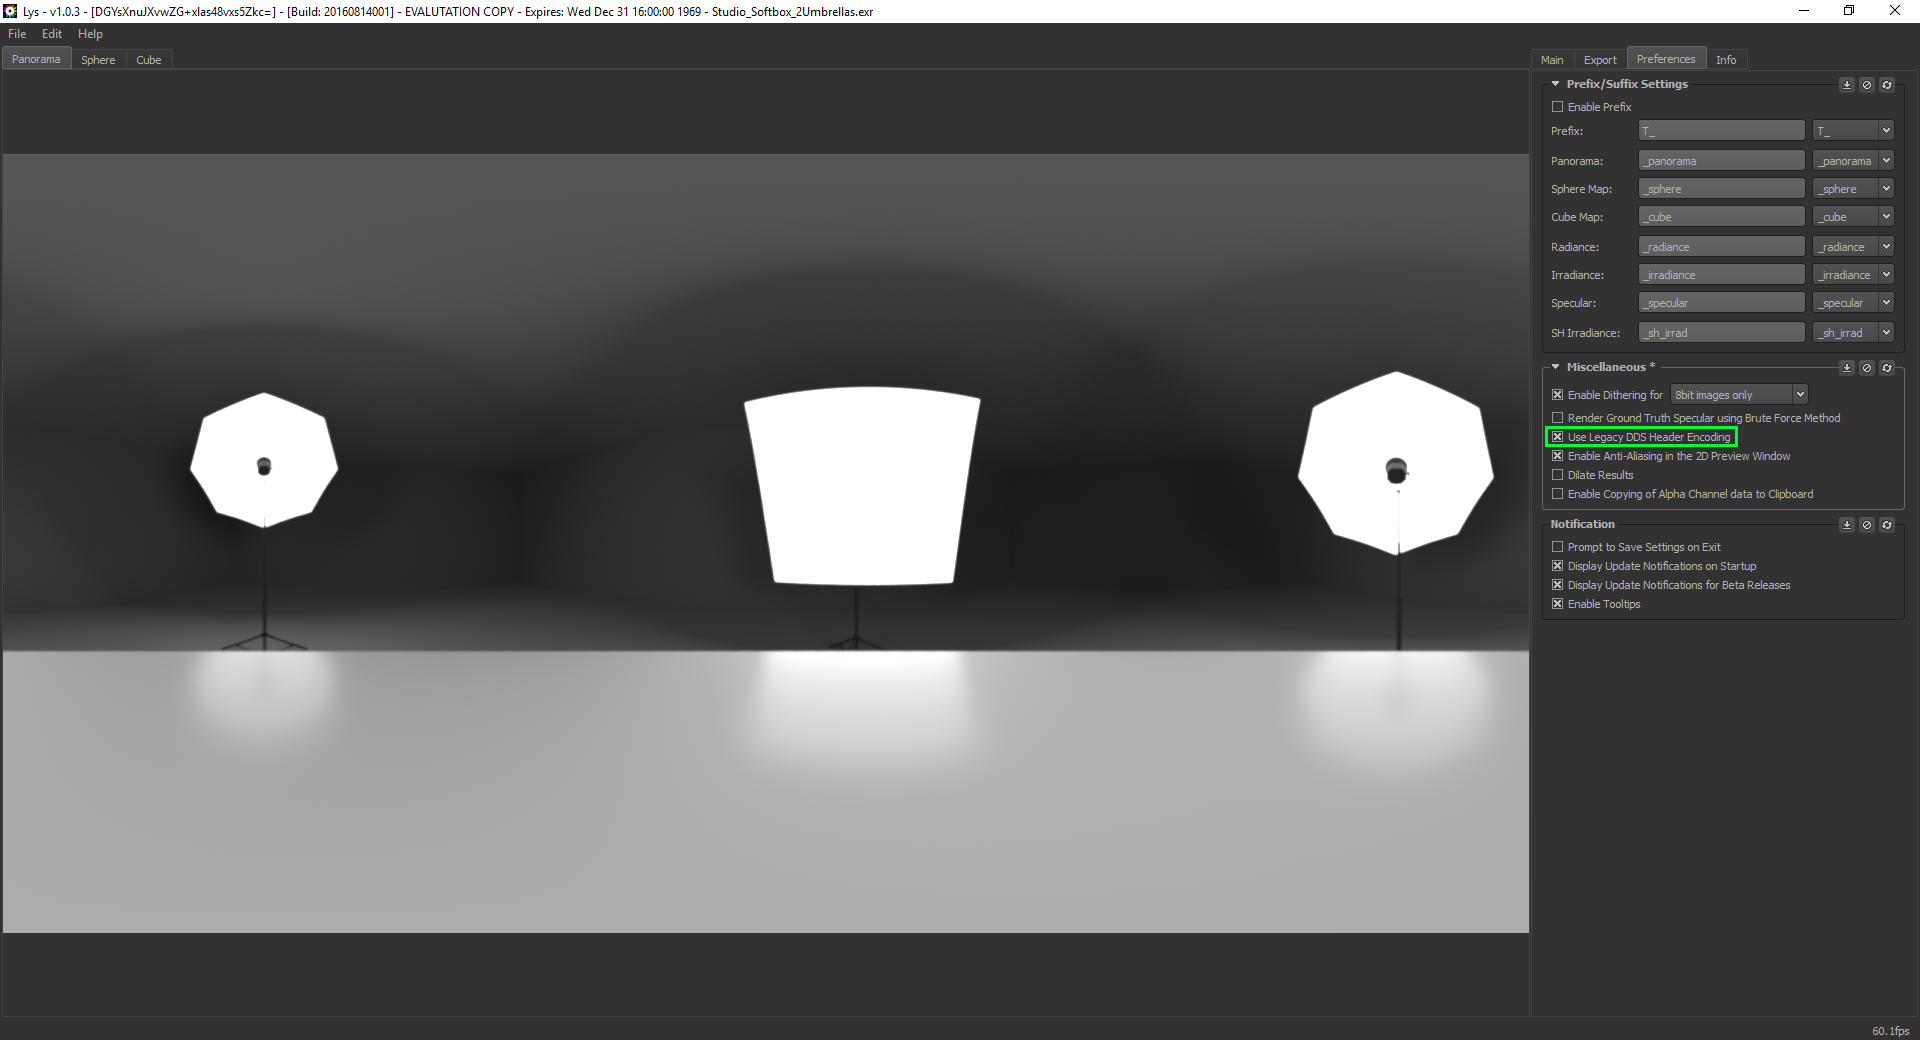 Lys - v1.0.3 - [DGYsXnuJXvwZG+xlas48vxs5Zkc=] - [Build: 20160814001] - EVALUTATION COPY - Expires: Wed Dec 31 16:00:00 1969 - Studio_Softbox_2Umbrellas.exr
File Edit Help
Panorama Sphere Cube
Main Export Preferences Info
Prefix/Suffix Settings
Enable Prefix
Prefix: T_ T_
Panorama: _panorama _panorama
Sphere Map: _sphere _sphere
Cube Map: _cube _cube
Radiance: _radiance _radiance
Irradiance: _irradiance _irradiance
Specular: _specular _specular
SH Irradiance: _sh_irrad _sh_irrad
Miscellaneous *
Enable Dithering for 8bit images only
Render Ground Truth Specular using Brute Force Method
Use Legacy DDS Header Encoding
Enable Anti-Aliasing in the 2D Preview Window
Dilate Results
Enable Copying of Alpha Channel data to Clipboard
Notification
Prompt to Save Settings on Exit
Display Update Notifications on Startup
Display Update Notifications for Beta Releases
Enable Tooltips
60.1fps